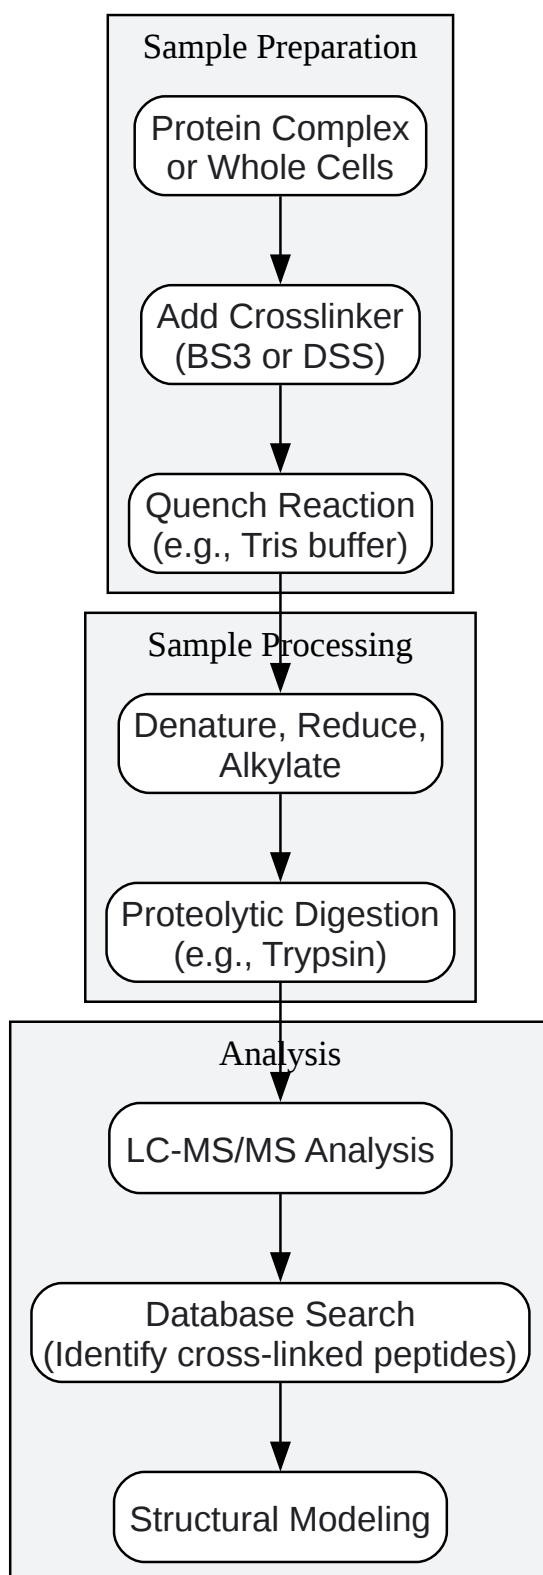 Sample Preparation
Protein Complex
or Whole Cells
Add Crosslinker
(BS3 or DSS)
Quench Reaction
(e.g., Tris buffer)
Sample Processing
Denature, Reduce,
Alkylate
Proteolytic Digestion
(e.g., Trypsin)
Analysis
LC-MS/MS Analysis
Database Search
(Identify cross-linked peptides)
Structural Modeling